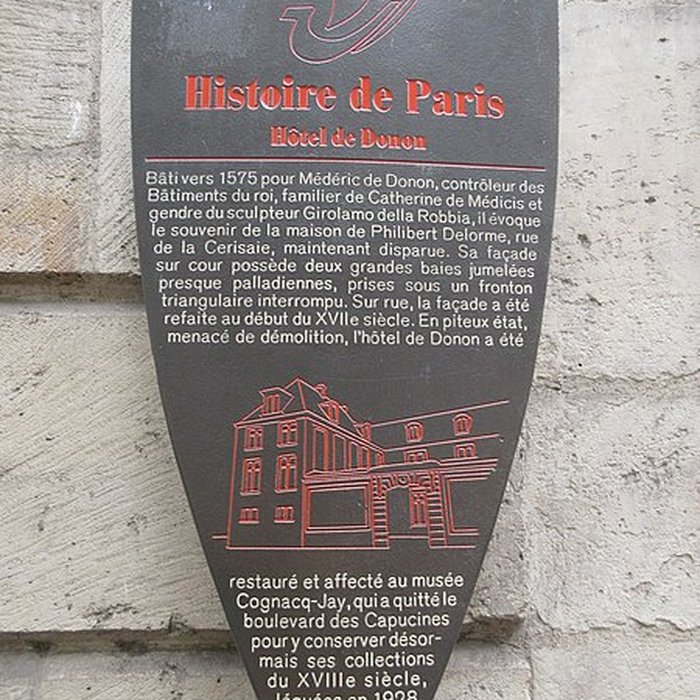 Histoire de Paris
Hôtel de Donon
Bâti vers 1575 pour Médéric de Donon, contrôleur des
Bâtiments du roi, familier de Catherine de Médicis et
gendre du sculpteur Girolamo della Robbia, il évoque
le souvenir de la maison de Philibert Delorme, rue
de la Cerisaie, maintenant disparue. Sa façade
sur cour possède deux grandes baies jumelées
presque palladiennes, prises sous un fronton
triangulaire interrompu. Sur rue, la façade a été
refaite au début du XVIIe siècle. En piteux état,
menacé de démolition, l'hôtel de Donon a été
restauré et affecté au musée
Cognacq-Jay, qui a quitté le
boulevard des Capucines
pour y conserver désor-
mais ses collections
du XVIIIe siècle,
léguées en 1928